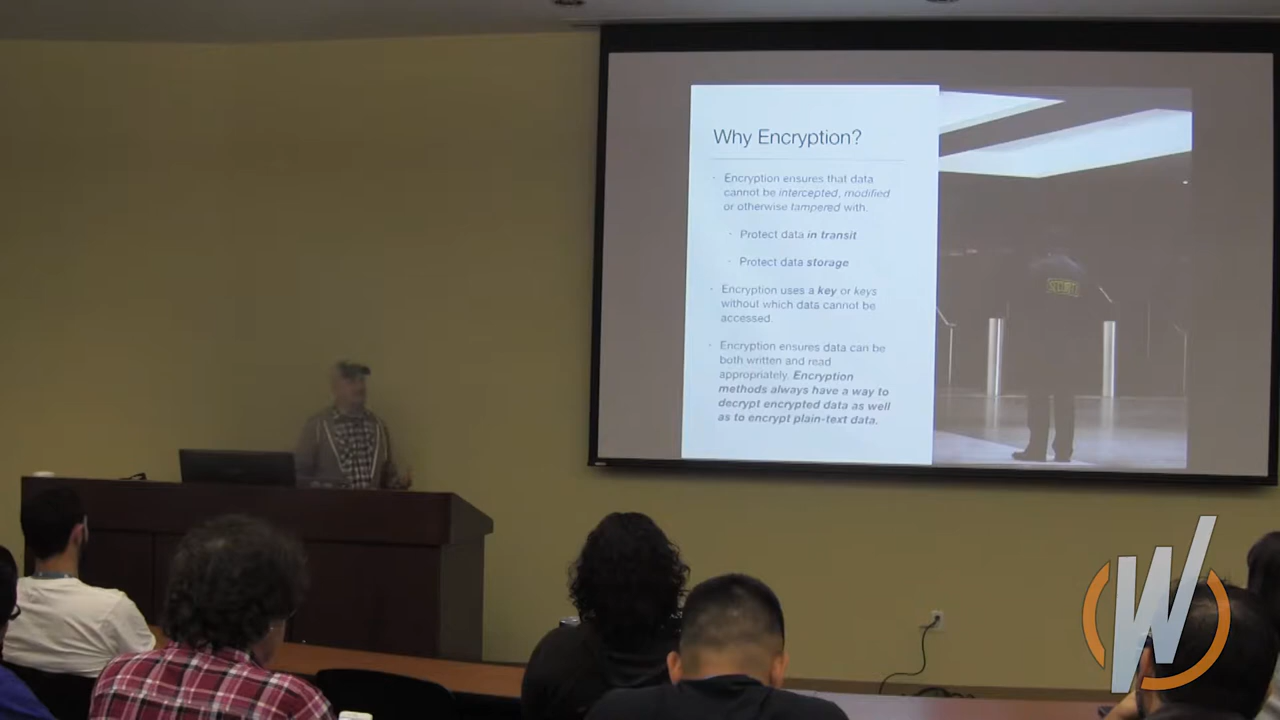 Why Encryption?
· Encryption ensures that data
cannot be intercepted, modified
or otherwise tampered with.
· Protect data in transit
· Protect data storage
· Encryption uses a key or keys
without which data cannot be
accessed.
· Encryption ensures data can be
both written and read
appropriately. Encryption
methods always have a way to
decrypt encrypted data as well
as to encrypt plain-text data.
SECURITY
W